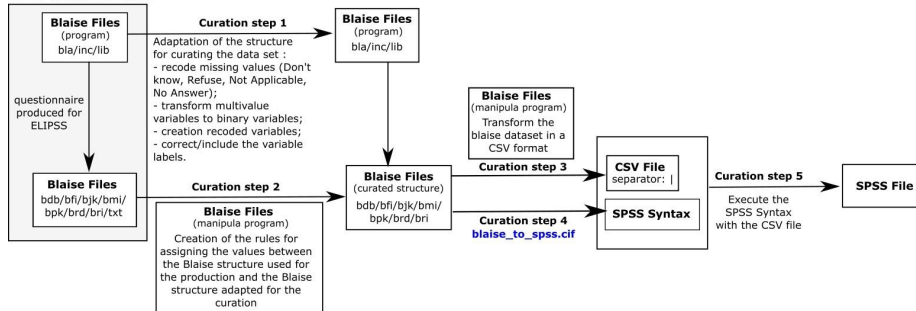 Blaise Files
(program)
bla/inc/lib
questionnaire
produced for
ELIPSS
Blaise Files
bdb/bfi/bjk/bmi/
bpk/brd/bri/txt
Curation step 1
Adaptation of the structure
for curating the data set :
- recode missing values (Don't
know, Refuse, Not Applicable,
No Answer);
- transform multivalue
variables to binary variables;
- creation recoded variables;
- correct/include the variable
labels.
Blaise Files
(program)
bla/inc/lib
Curation step 2
Blaise Files
(manipula program)
Creation of the rules for
assigning the values between
the Blaise structure used for
the production and the Blaise
structure adapted for the
curation
Blaise Files
(curated structure)
bdb/bfi/bjk/bmi/
bpk/brd/bri
Blaise Files
(manipula program)
Transform the
blaise dataset in a
CSV format
Curation step 3
Curation step 4
blaise_to_spss.cif
CSV File
separator: |
SPSS Syntax
Curation step 5
Execute the
SPSS Syntax
with the CSV file
SPSS File